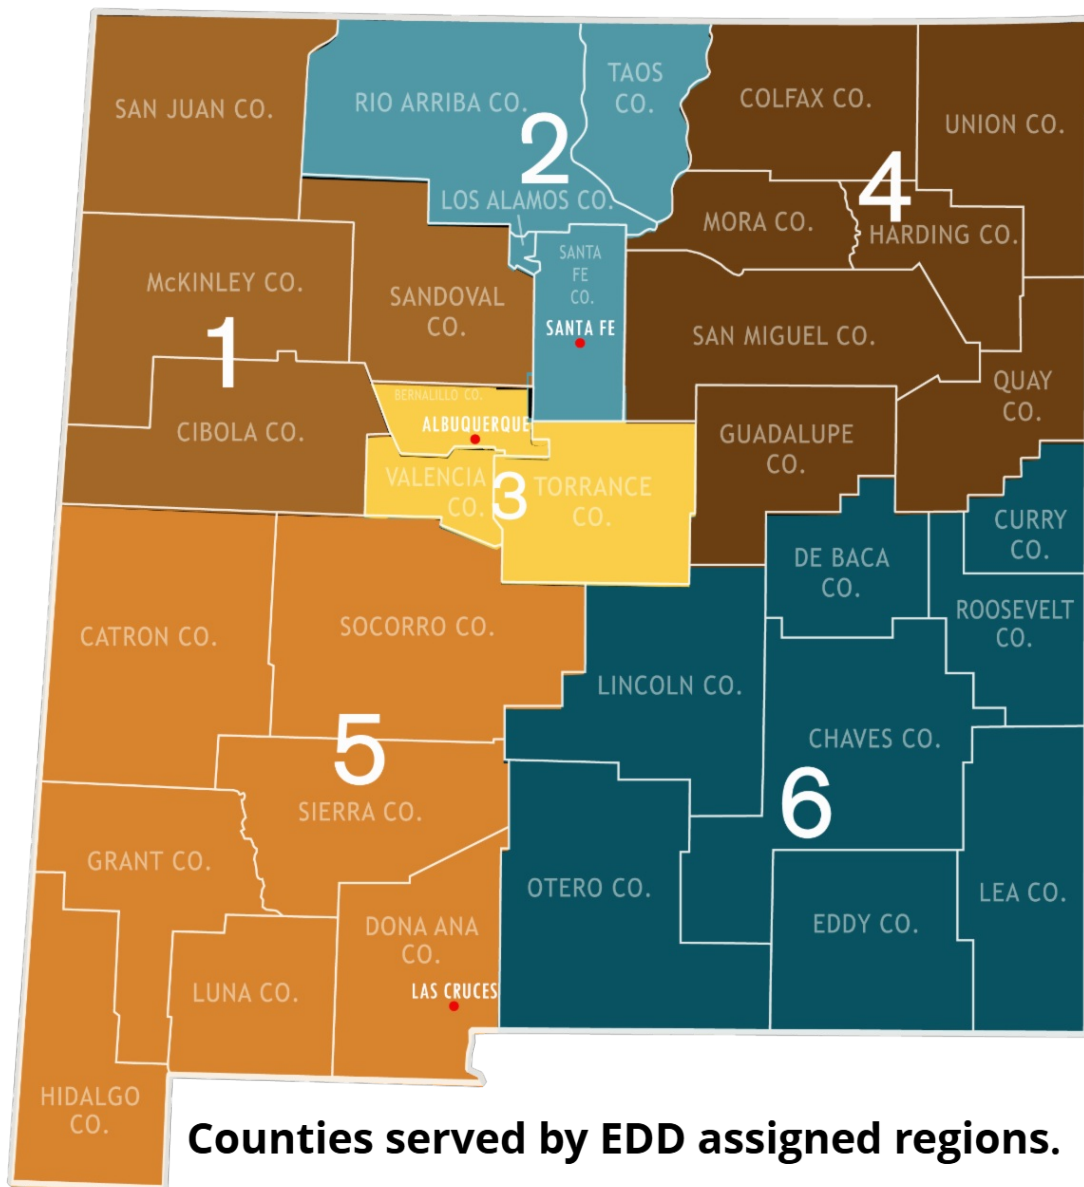 SAN JUAN CO.
RIO ARRIBA CO.
TAOS
CO.
COLFAX CO.
UNION CO.
2
4
LOS ALAMOS CO.
MORA CO.
HARDING CO.
McKINLEY CO.
SANDOVAL
CO.
SANTA
FE
CO.
SANTA FE
SAN MIGUEL CO.
1
QUAY
CO.
CIBOLA CO.
BERNALILLO CO.
ALBUQUERQUE
GUADALUPE
CO.
VALENCIA
CO.
3
TORRANCE
CO.
CURRY
CO.
DE BACA
CO.
ROOSEVELT
CO.
CATRON CO.
SOCORRO CO.
LINCOLN CO.
5
CHAVES CO.
6
SIERRA CO.
GRANT CO.
OTERO CO.
LEA CO.
DONA ANA
CO.
EDDY CO.
LUNA CO.
LAS CRUCES
HIDALGO
CO.
Counties served by EDD assigned regions.